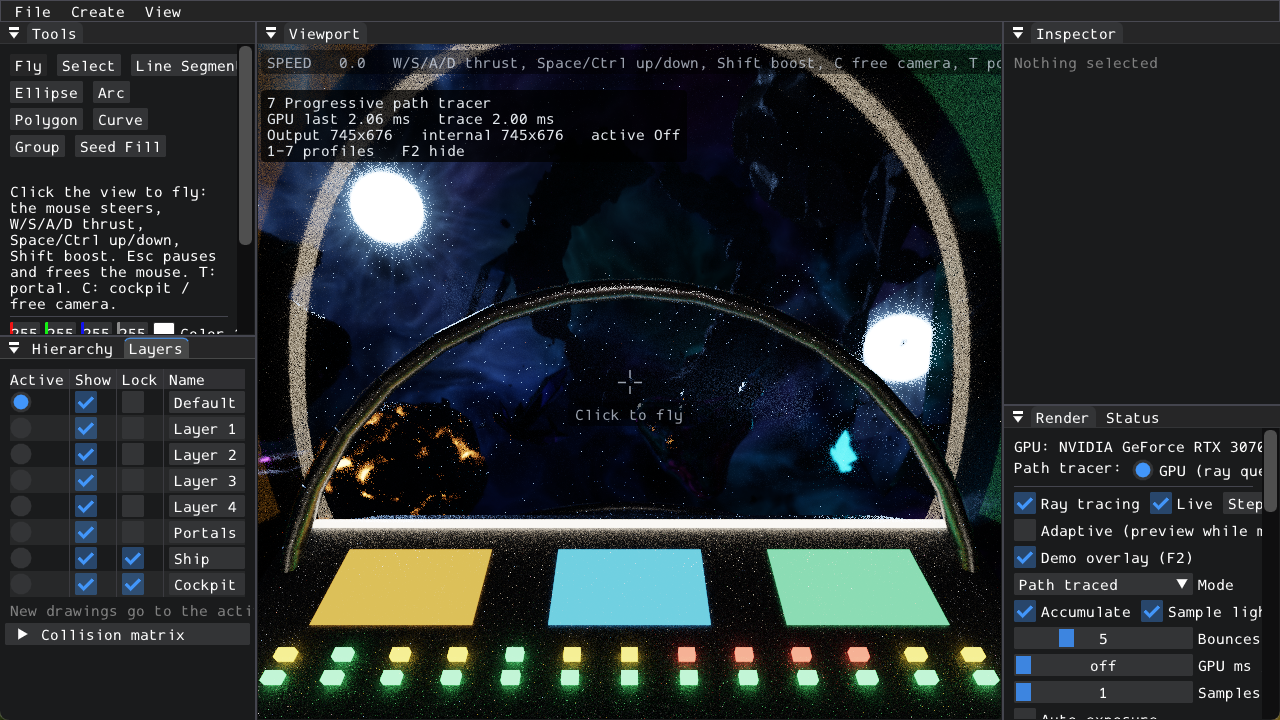 File Create View
Tools
Fly Select Line Segmen
Ellipse Arc
Polygon Curve
Group Seed Fill
Click the view to fly:
the mouse steers,
W/S/A/D thrust,
Space/Ctrl up/down,
Shift boost. Esc pauses
and frees the mouse. T:
portal. C: cockpit /
free camera.
255 255 255 255 Color
Hierarchy Layers
Active Show Lock Name
Default
Layer 1
Layer 2
Layer 3
Layer 4
Portals
Ship
Cockpit
New drawings go to the acti
Collision matrix
Viewport
SPEED 0.0 W/S/A/D thrust, Space/Ctrl up/down, Shift boost, C free camera, T po
7 Progressive path tracer
GPU last 2.06 ms trace 2.00 ms
Output 745x676 internal 745x676 active Off
1-7 profiles F2 hide
Click to fly
Inspector
Nothing selected
Render Status
GPU: NVIDIA GeForce RTX 3070
Path tracer: GPU (ray que
Ray tracing Live Step
Adaptive (preview while m
Demo overlay (F2)
Path traced Mode
Accumulate Sample ligh
5 Bounces
off GPU ms
1 Samples
Auto exposure